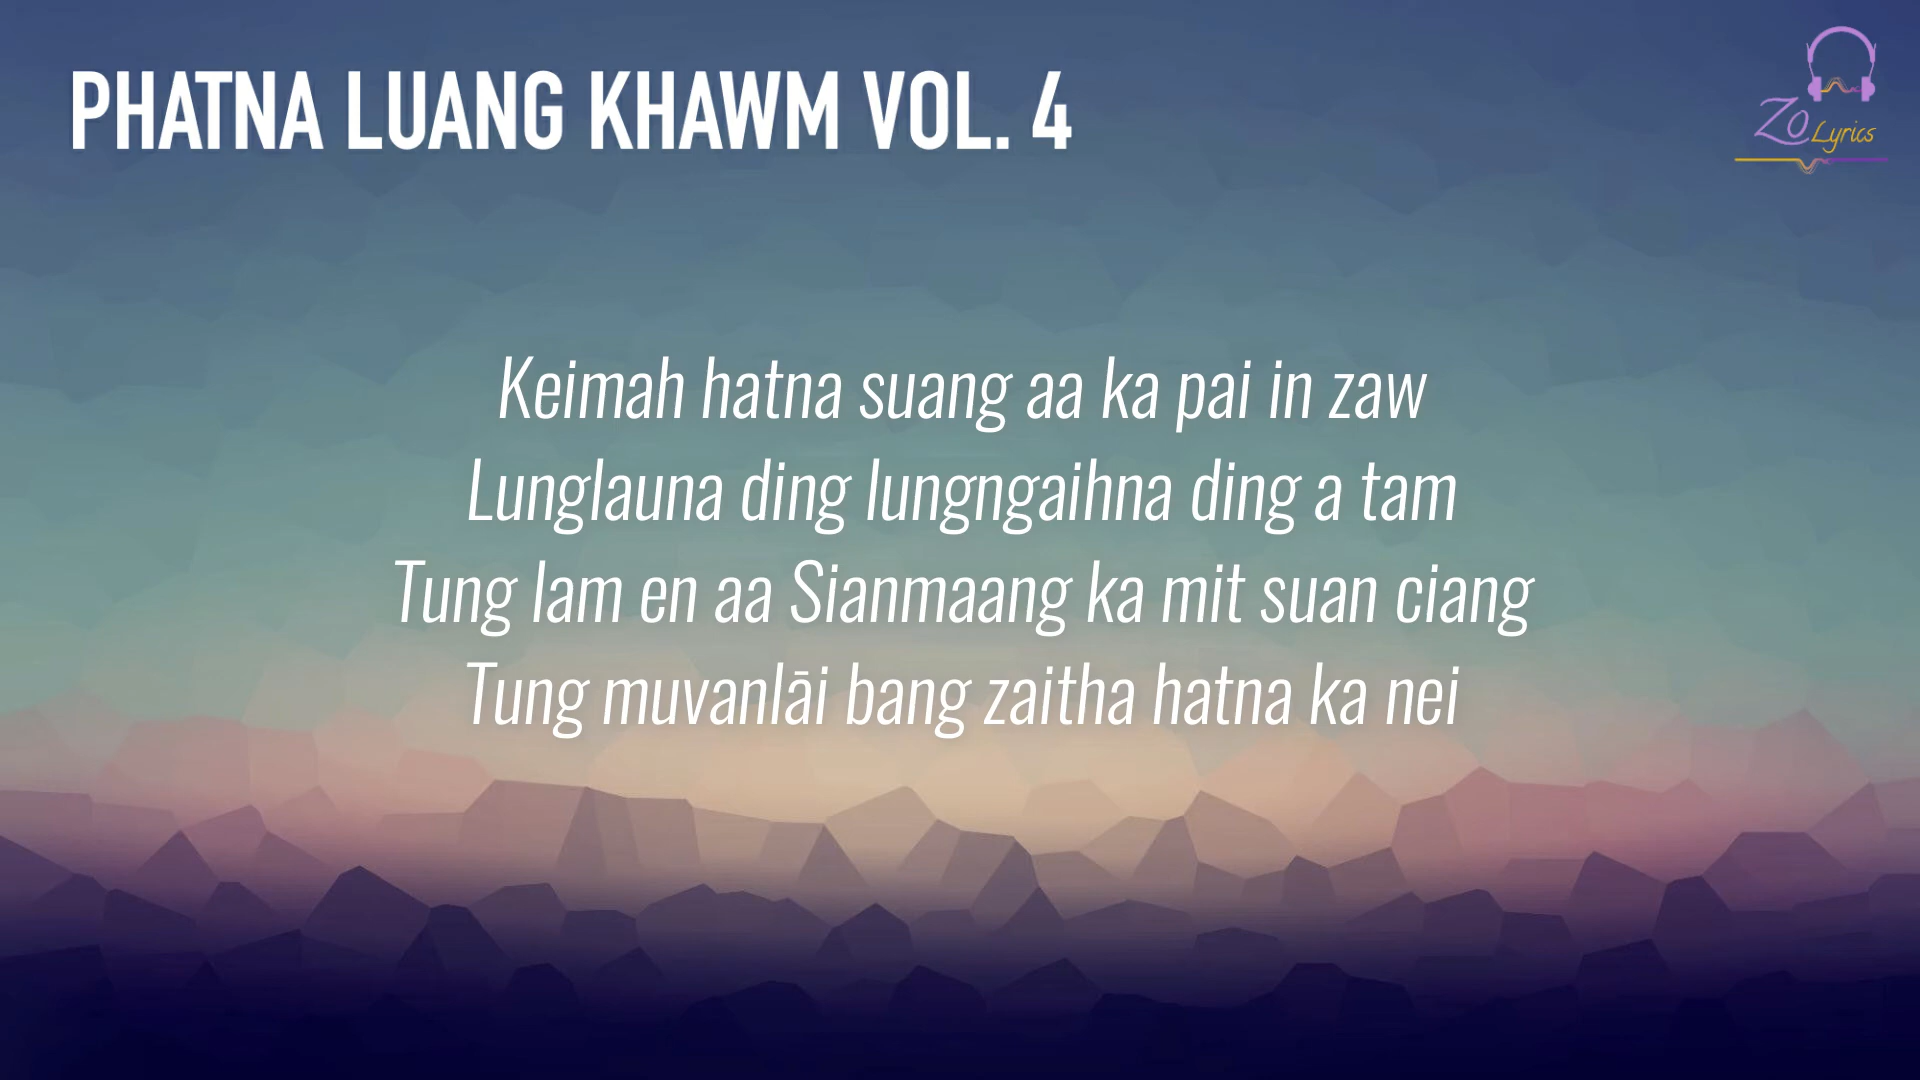 PHATNA LUANG KHAWM VOL. 4
Zo Lyrics
Keimah hatna suang aa ka pai in zaw
Lunglauna ding lungngaihna ding a tam
Tung lam en aa Sianmaang ka mit suan ciang
Tung muvanlāi bang zaitha hatna ka nei